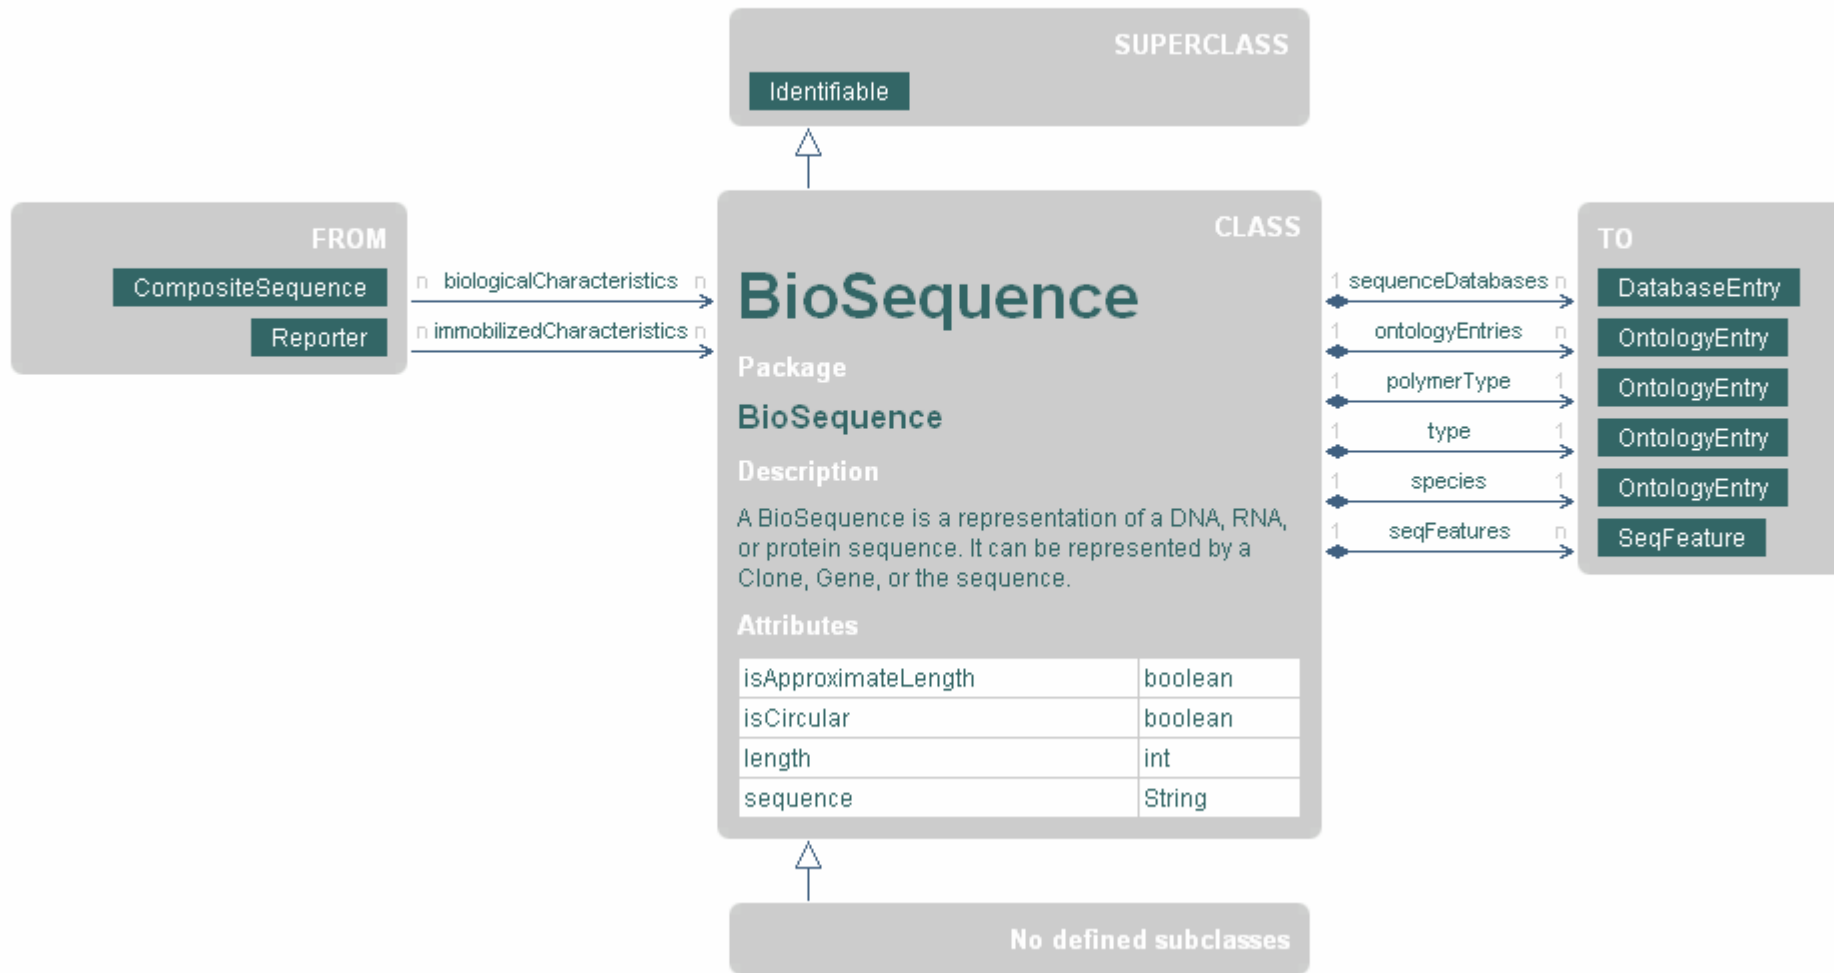 SUPERCLASS
Identifiable
FROM
CompositeSequence
Reporter
n biologicalCharacteristics n
n immobilizedCharacteristics n
CLASS
BioSequence
Package
BioSequence
Description
A BioSequence is a representation of a DNA, RNA,
or protein sequence. It can be represented by a
Clone, Gene, or the sequence.
Attributes
isApproximateLength boolean
isCircular boolean
length int
sequence String
1 sequenceDatabases n
1 ontologyEntries n
1 polymerType 1
1 type 1
1 species 1
1 seqFeatures n
TO
DatabaseEntry
OntologyEntry
OntologyEntry
OntologyEntry
OntologyEntry
SeqFeature
No defined subclasses